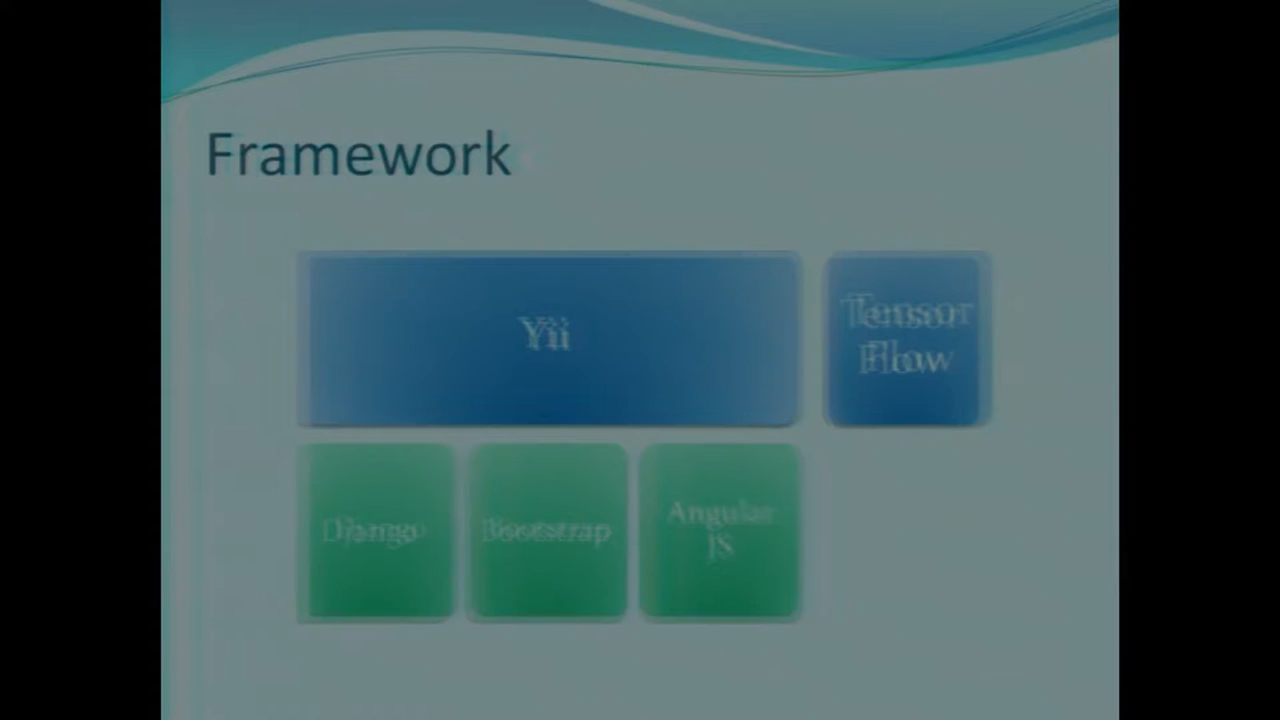 Framework
Yii
Tensor
Flow
Django
Bootstrap
Angular
JS